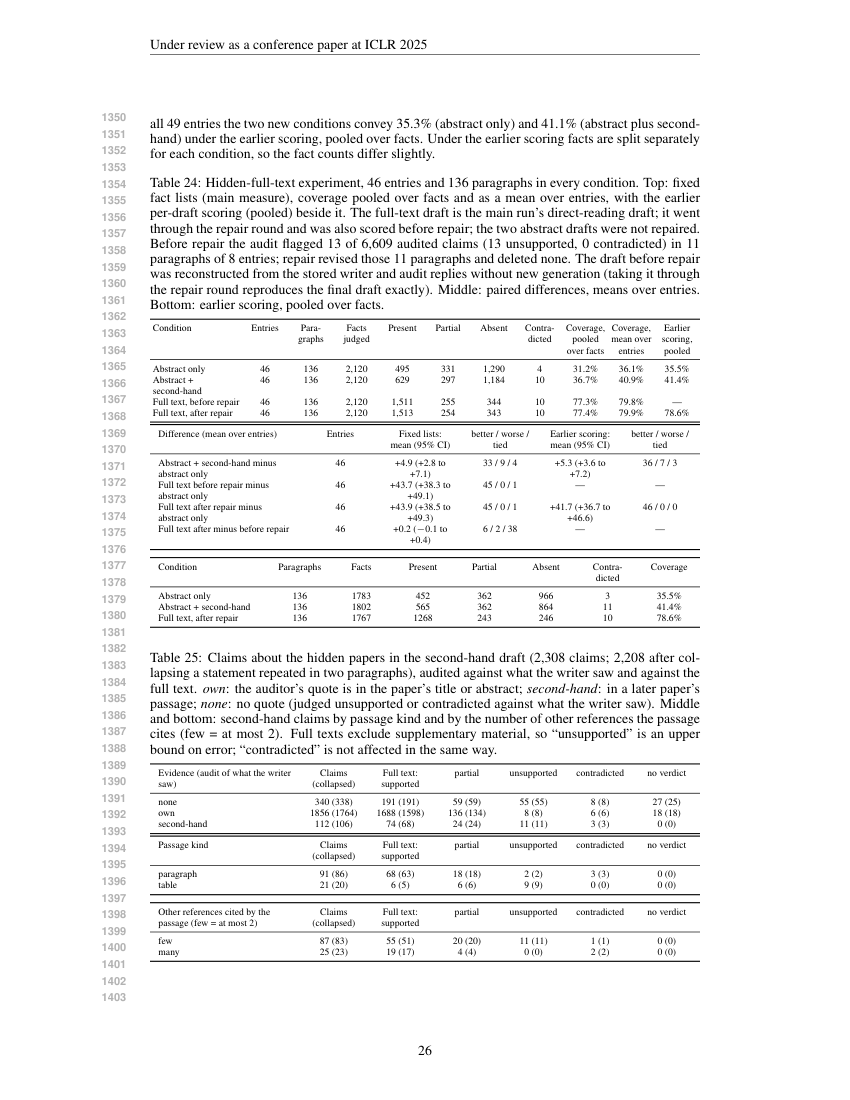 Under review as a conference paper at ICLR 2025
1350
1351
1352
1353
1354
1355
1356
1357
1358
1359
1360
1361
1362
1363
1364
1365
1366
1367
1368
1369
1370
1371
1372
1373
1374
1375
1376
1377
1378
1379
1380
1381
1382
1383
1384
1385
1386
1387
1388
1389
1390
1391
1392
1393
1394
1395
1396
1397
1398
1399
1400
1401
1402
1403
all 49 entries the two new conditions convey 35.3% (abstract only) and 41.1% (abstract plus second-
hand) under the earlier scoring, pooled over facts. Under the earlier scoring facts are split separately
for each condition, so the fact counts differ slightly.
Table 24: Hidden-full-text experiment, 46 entries and 136 paragraphs in every condition. Top: fixed
fact lists (main measure), coverage pooled over facts and as a mean over entries, with the earlier
per-draft scoring (pooled) beside it. The full-text draft is the main run's direct-reading draft; it went
through the repair round and was also scored before repair; the two abstract drafts were not repaired.
Before repair the audit flagged 13 of 6,609 audited claims (13 unsupported, 0 contradicted) in 11
paragraphs of 8 entries; repair revised those 11 paragraphs and deleted none. The draft before repair
was reconstructed from the stored writer and audit replies without new generation (taking it through
the repair round reproduces the final draft exactly). Middle: paired differences, means over entries.
Bottom: earlier scoring, pooled over facts.
Condition Entries Para- Facts Present Partial Absent Contra- Coverage, Coverage, Earlier
graphs judged dicted pooled mean over scoring,
over facts entries pooled
Abstract only 46 136 2,120 495 331 1,290 4 31.2% 36.1% 35.5%
Abstract + 46 136 2,120 629 297 1,184 10 36.7% 40.9% 41.4%
second-hand
Full text, before repair 46 136 2,120 1,511 255 344 10 77.3% 79.8% —
Full text, after repair 46 136 2,120 1,513 254 343 10 77.4% 79.9% 78.6%
Difference (mean over entries) Entries Fixed lists: better / worse / Earlier scoring: better / worse /
mean (95% CI) tied mean (95% CI) tied
Abstract + second-hand minus 46 +4.9 (+2.8 to 33 / 9 / 4 +5.3 (+3.6 to 36 / 7 / 3
abstract only +7.1) +7.2)
Full text before repair minus 46 +43.7 (+38.3 to 45 / 0 / 1 — —
abstract only +49.1)
Full text after repair minus 46 +43.9 (+38.5 to 45 / 0 / 1 +41.7 (+36.7 to 46 / 0 / 0
abstract only +49.3) +46.6)
Full text after minus before repair 46 +0.2 (−0.1 to 6 / 2 / 38 — —
+0.4)
Condition Paragraphs Facts Present Partial Absent Contra- Coverage
dicted
Abstract only 136 1783 452 362 966 3 35.5%
Abstract + second-hand 136 1802 565 362 864 11 41.4%
Full text, after repair 136 1767 1268 243 246 10 78.6%
Table 25: Claims about the hidden papers in the second-hand draft (2,308 claims; 2,208 after col-
lapsing a statement repeated in two paragraphs), audited against what the writer saw and against the
full text. own: the auditor's quote is in the paper's title or abstract; second-hand: in a later paper's
passage; none: no quote (judged unsupported or contradicted against what the writer saw). Middle
and bottom: second-hand claims by passage kind and by the number of other references the passage
cites (few = at most 2). Full texts exclude supplementary material, so “unsupported” is an upper
bound on error; “contradicted” is not affected in the same way.
Evidence (audit of what the writer Claims Full text: partial unsupported contradicted no verdict
saw) (collapsed) supported
none 340 (338) 191 (191) 59 (59) 55 (55) 8 (8) 27 (25)
own 1856 (1764) 1688 (1598) 136 (134) 8 (8) 6 (6) 18 (18)
second-hand 112 (106) 74 (68) 24 (24) 11 (11) 3 (3) 0 (0)
Passage kind Claims Full text: partial unsupported contradicted no verdict
(collapsed) supported
paragraph 91 (86) 68 (63) 18 (18) 2 (2) 3 (3) 0 (0)
table 21 (20) 6 (5) 6 (6) 9 (9) 0 (0) 0 (0)
Other references cited by the Claims Full text: partial unsupported contradicted no verdict
passage (few = at most 2) (collapsed) supported
few 87 (83) 55 (51) 20 (20) 11 (11) 1 (1) 0 (0)
many 25 (23) 19 (17) 4 (4) 0 (0) 2 (2) 0 (0)
26